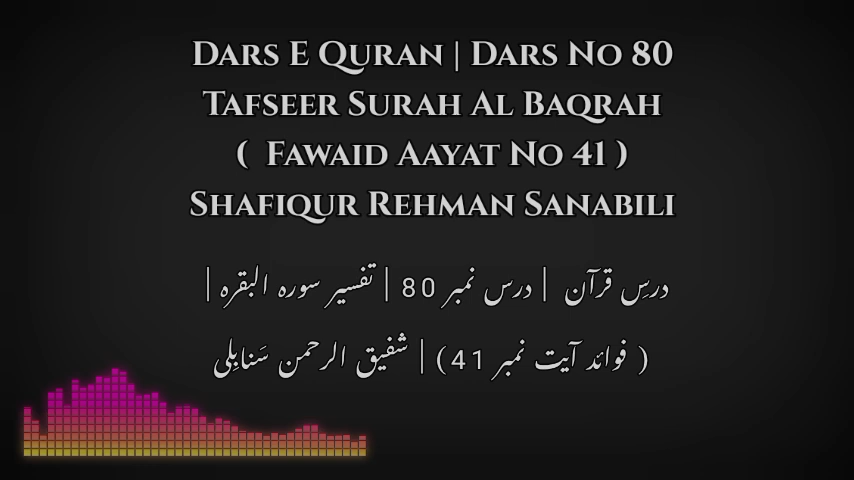 Dars E Quran | Dars No 80
Tafseer Surah Al Baqrah
( Fawaid Aayat No 41 )
Shafiqur Rehman Sanabili
درسِ قرآن | درس نمبر 80 | تفسیر سورہ البقرہ |
( فوائد آیت نمبر 41) | شفیق الرحمن سَنابِلِی